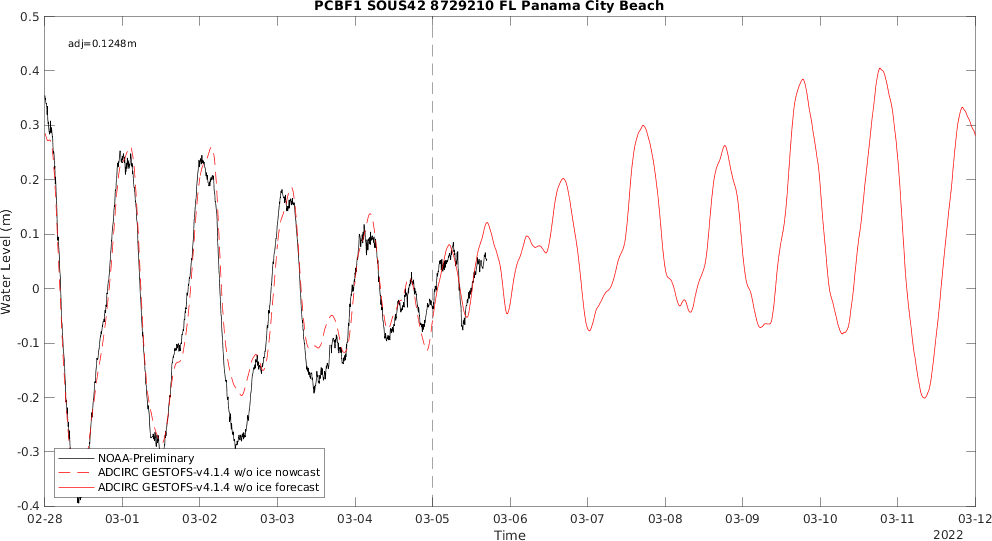 PCBF1 SOUS42 8729210 FL Panama City Beach
adj=0.1248m
0.5
0.4
0.3
0.2
0.1
0
-0.1
-0.2
-0.3
-0.4
Water Level (m)
NOAA-Preliminary
ADCIRC GESTOFS-v4.1.4 w/o ice nowcast
ADCIRC GESTOFS-v4.1.4 w/o ice forecast
02-28 03-01 03-02 03-03 03-04 03-05 03-06 03-07 03-08 03-09 03-10 03-11 03-12
Time
2022